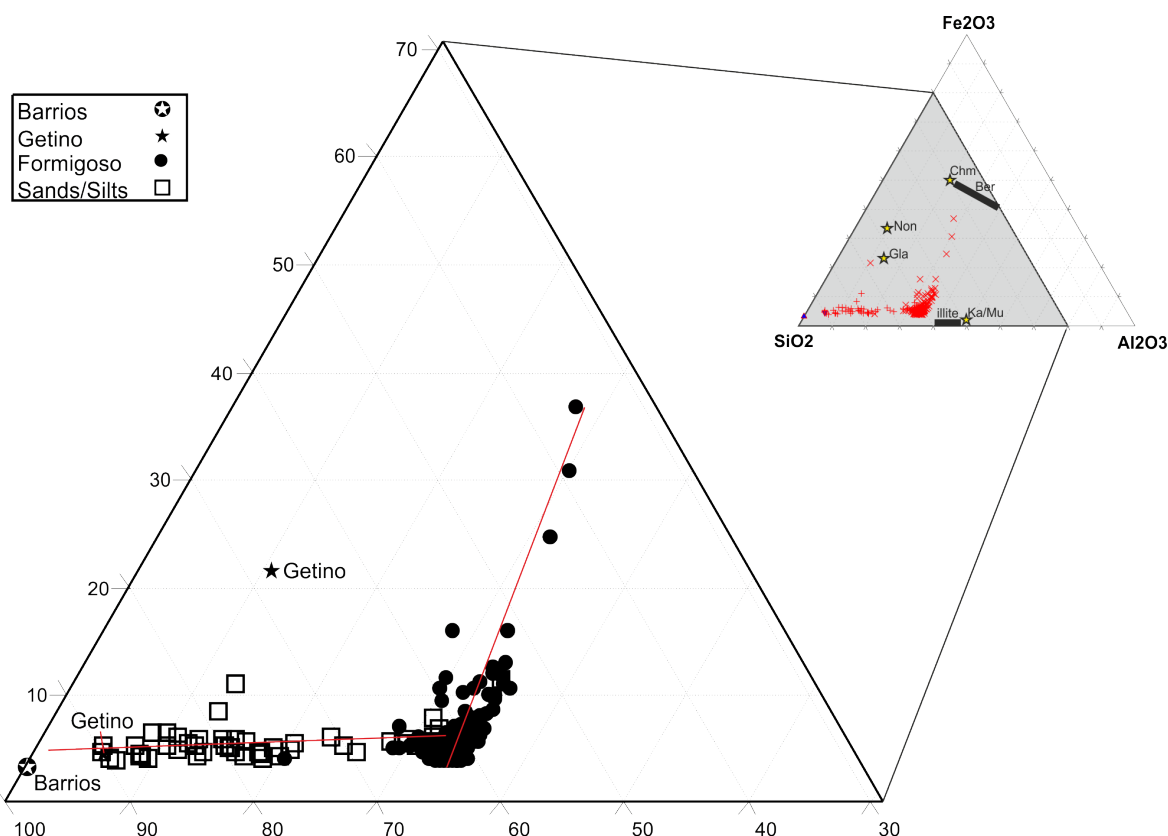 Fe2O3
70
Barrios
Getino
Formigoso
Sands/Silts
60
Chm
Ber
Non
50
Gla
illite
Ka/Mu
SiO2
Al2O3
40
30
20
Getino
10
Getino
Barrios
100
90
80
70
60
50
40
30